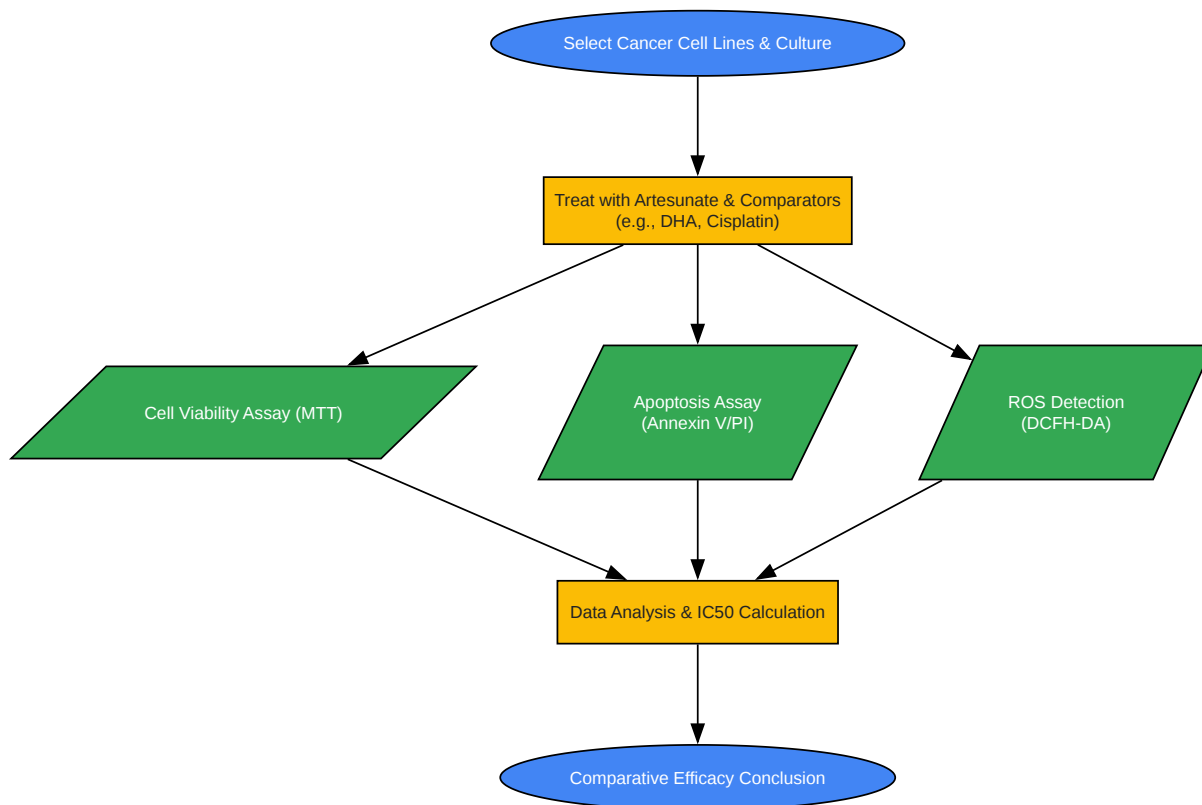 Select Cancer Cell Lines & Culture
Treat with Artesunate & Comparators
(e.g., DHA, Cisplatin)
Cell Viability Assay (MTT)
Apoptosis Assay
(Annexin V/PI)
ROS Detection
(DCFH-DA)
Data Analysis & IC50 Calculation
Comparative Efficacy Conclusion